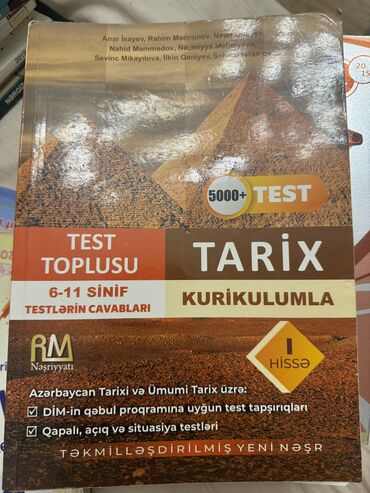 Anar İsayev, Rəhim Məcnunov,
Nahid Məmmədov, Nəcmiyyə
Sevinc Mikayılova, İlkin Qəniyev,
5000+ TEST
TEST
TOPLUSU
TARİX
6-11 SİNİF
TESTLƏRİN CAVABLARI
KURİKULUMLA
RM
Nəşriyyatı
I
HİSSƏ
Azərbaycan Tarixi və Ümumi Tarix üzrə:
DİM-in qəbul proqramına uyğun test tapşırıqları
Qapalı, açıq və situasiya testləri
TƏKMİLLƏŞDİRİLMİŞ YENİ NƏŞR